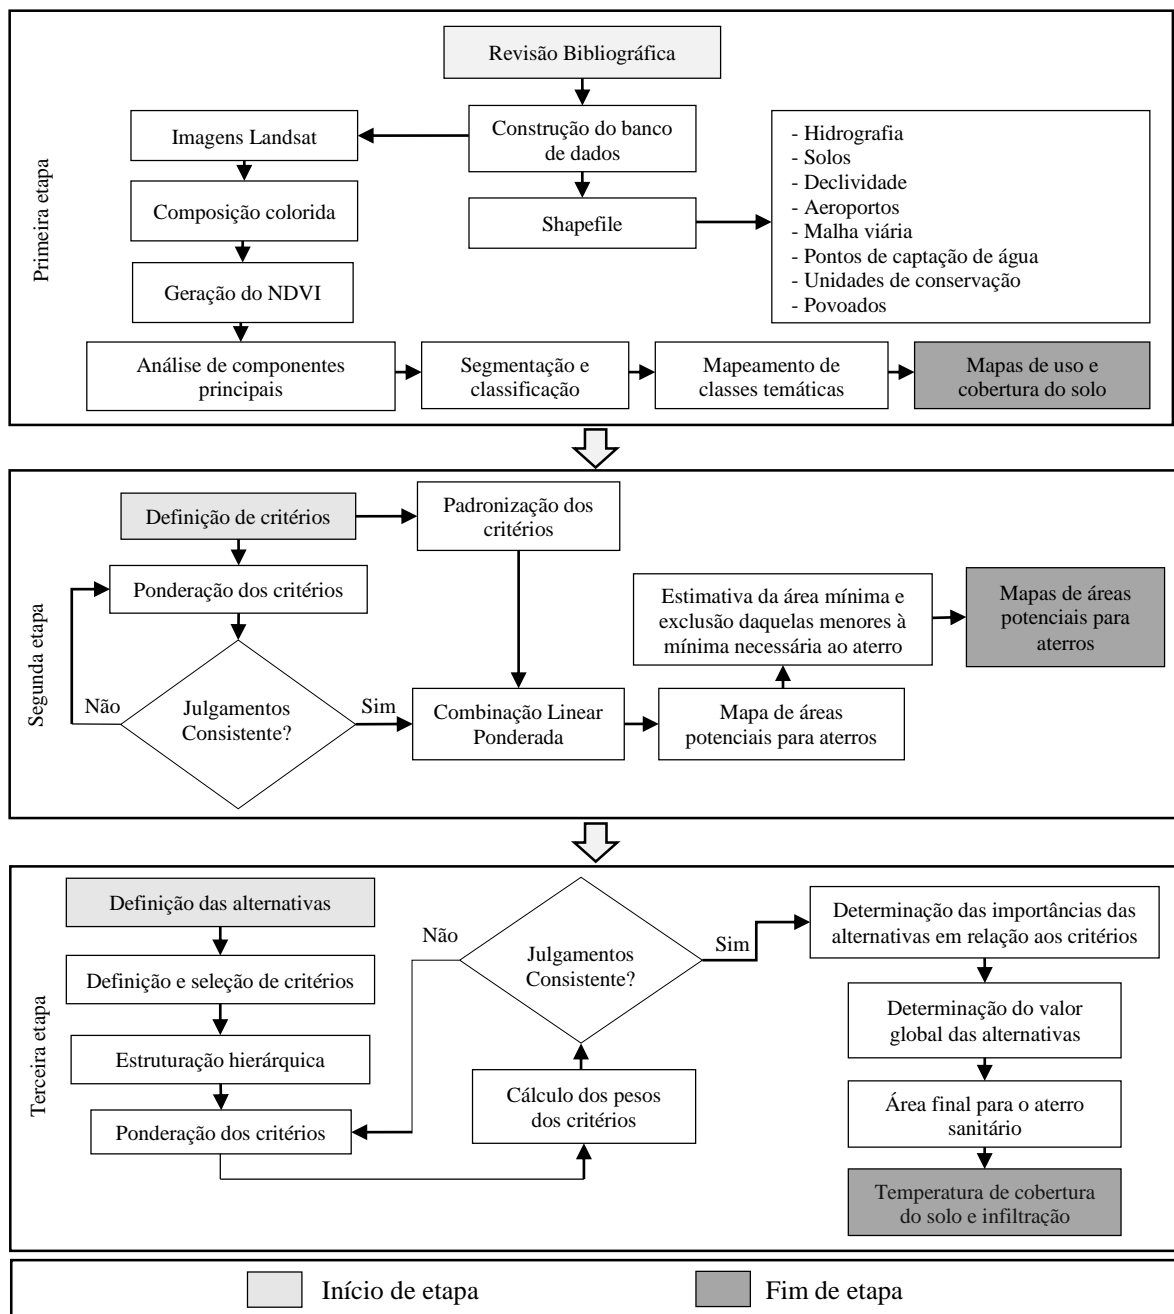 Primeira etapa
Revisão Bibliográfica
Construção do banco
de dados
Imagens Landsat
Composição colorida
Geração do NDVI
Shapefile
- Hidrografia
- Solos
- Declividade
- Aeroportos
- Malha viária
- Pontos de captação de água
- Unidades de conservação
- Povoados
Análise de componentes
principais
Segmentação e
classificação
Mapeamento de
classes temáticas
Mapas de uso e
cobertura do solo
Segunda etapa
Definição de critérios
Padronização dos
critérios
Ponderação dos critérios
Não
Julgamentos
Consistente?
Sim
Combinação Linear
Ponderada
Mapa de áreas
potenciais para aterros
Estimativa da área mínima e
exclusão daquelas menores à
mínima necessária ao aterro
Mapas de áreas
potenciais para
aterros
Terceira etapa
Definição das alternativas
Definição e seleção de critérios
Estruturação hierárquica
Ponderação dos critérios
Cálculo dos pesos
dos critérios
Não
Julgamentos
Consistente?
Sim
Determinação das importâncias das
alternativas em relação aos critérios
Determinação do valor
global das alternativas
Área final para o aterro
sanitário
Temperatura de cobertura
do solo e infiltração
Início de etapa
Fim de etapa